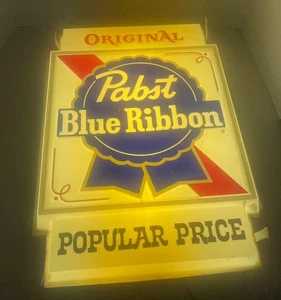 ORIGINAL
Pabst
Blue Ribbon
POPULAR PRICE